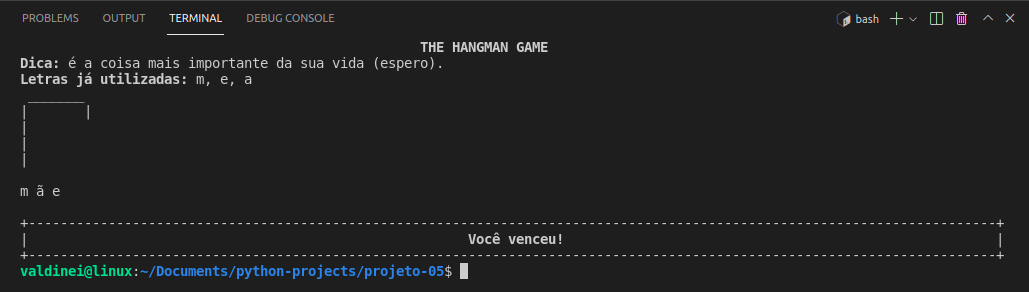 PROBLEMS OUTPUT TERMINAL DEBUG CONSOLE bash
THE HANGMAN GAME
Dica: é a coisa mais importante da sua vida (espero).
Letras já utilizadas: m, e, a
m ã e
Você venceu!
valdinei@linux:~/Documents/python-projects/projeto-05$